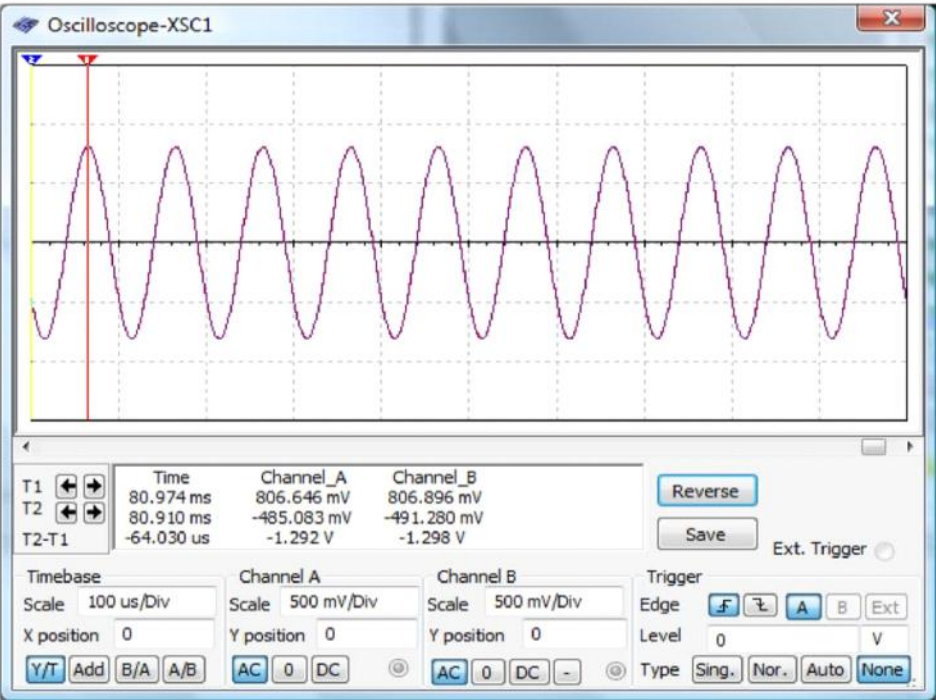 Oscilloscope-XSC1
2 1
Time Channel_A Channel_B
T1 80.974 ms 806.646 mV 806.896 mV
T2 80.910 ms -485.083 mV -491.280 mV
T2-T1 -64.030 us -1.292 V -1.298 V
Reverse
Save
Ext. Trigger
Timebase Channel A Channel B Trigger
Scale 100 us/Div Scale 500 mV/Div Scale 500 mV/Div Edge A B Ext
X position 0 Y position 0 Y position 0 Level 0 V
Y/T Add B/A A/B AC 0 DC AC 0 DC - Type Sing. Nor. Auto None